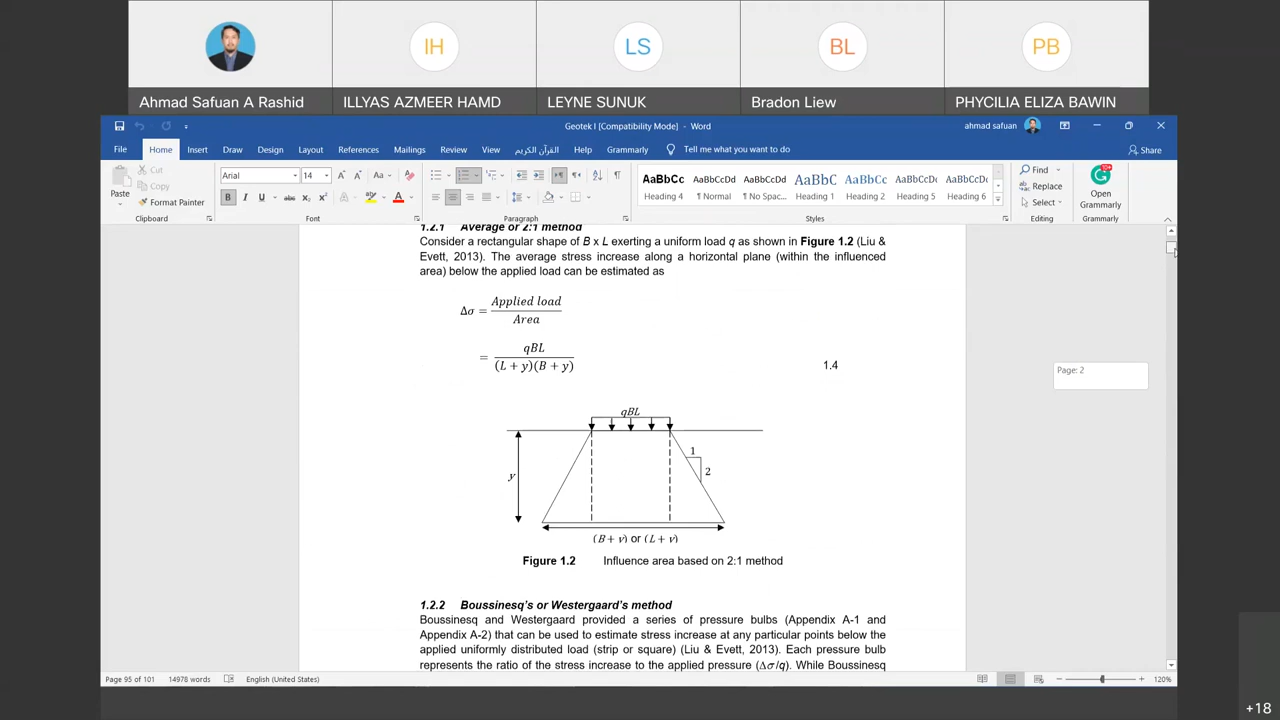 IH
LS
BL
PB
Ahmad Safuan A Rashid
ILLYAS AZMEER HAMD
LEYNE SUNUK
Bradon Liew
PHYCILIA ELIZA BAWIN
Geotek I [Compatibility Mode] - Word
ahmad safuan
File Home Insert Draw Design Layout References Mailings Review View القرآن الكريم Help Grammarly Tell me what you want to do Share
Paste
Cut
Copy
Format Painter
Clipboard
Arial 14
Font
Paragraph
AaBbCc AaBbCcDd AaBbCcDd AaBbC AaBbCc AaBbCcDd AaBbCcDd
Heading 4 ¶ Normal ¶ No Spac... Heading 1 Heading 2 Heading 5 Heading 6
Styles
Find
Replace
Select
Editing
Open
Grammarly
Grammarly
1.2.1 Average or 2:1 method
Consider a rectangular shape of B x L exerting a uniform load q as shown in Figure 1.2 (Liu &
Evett, 2013). The average stress increase along a horizontal plane (within the influenced
area) below the applied load can be estimated as
Δσ = Applied load / Area
= qBL / (L + y)(B + y) 1.4
Page: 2
qBL
1
2
y
(B + y) or (L + y)
Figure 1.2 Influence area based on 2:1 method
1.2.2 Boussinesq's or Westergaard's method
Boussinesq and Westergaard provided a series of pressure bulbs (Appendix A-1 and
Appendix A-2) that can be used to estimate stress increase at any particular points below the
applied uniformly distributed load (strip or square) (Liu & Evett, 2013). Each pressure bulb
represents the ratio of the stress increase to the applied pressure (Δσ/q). While Boussinesq
Page 95 of 101 14978 words English (United States) 120%
+18